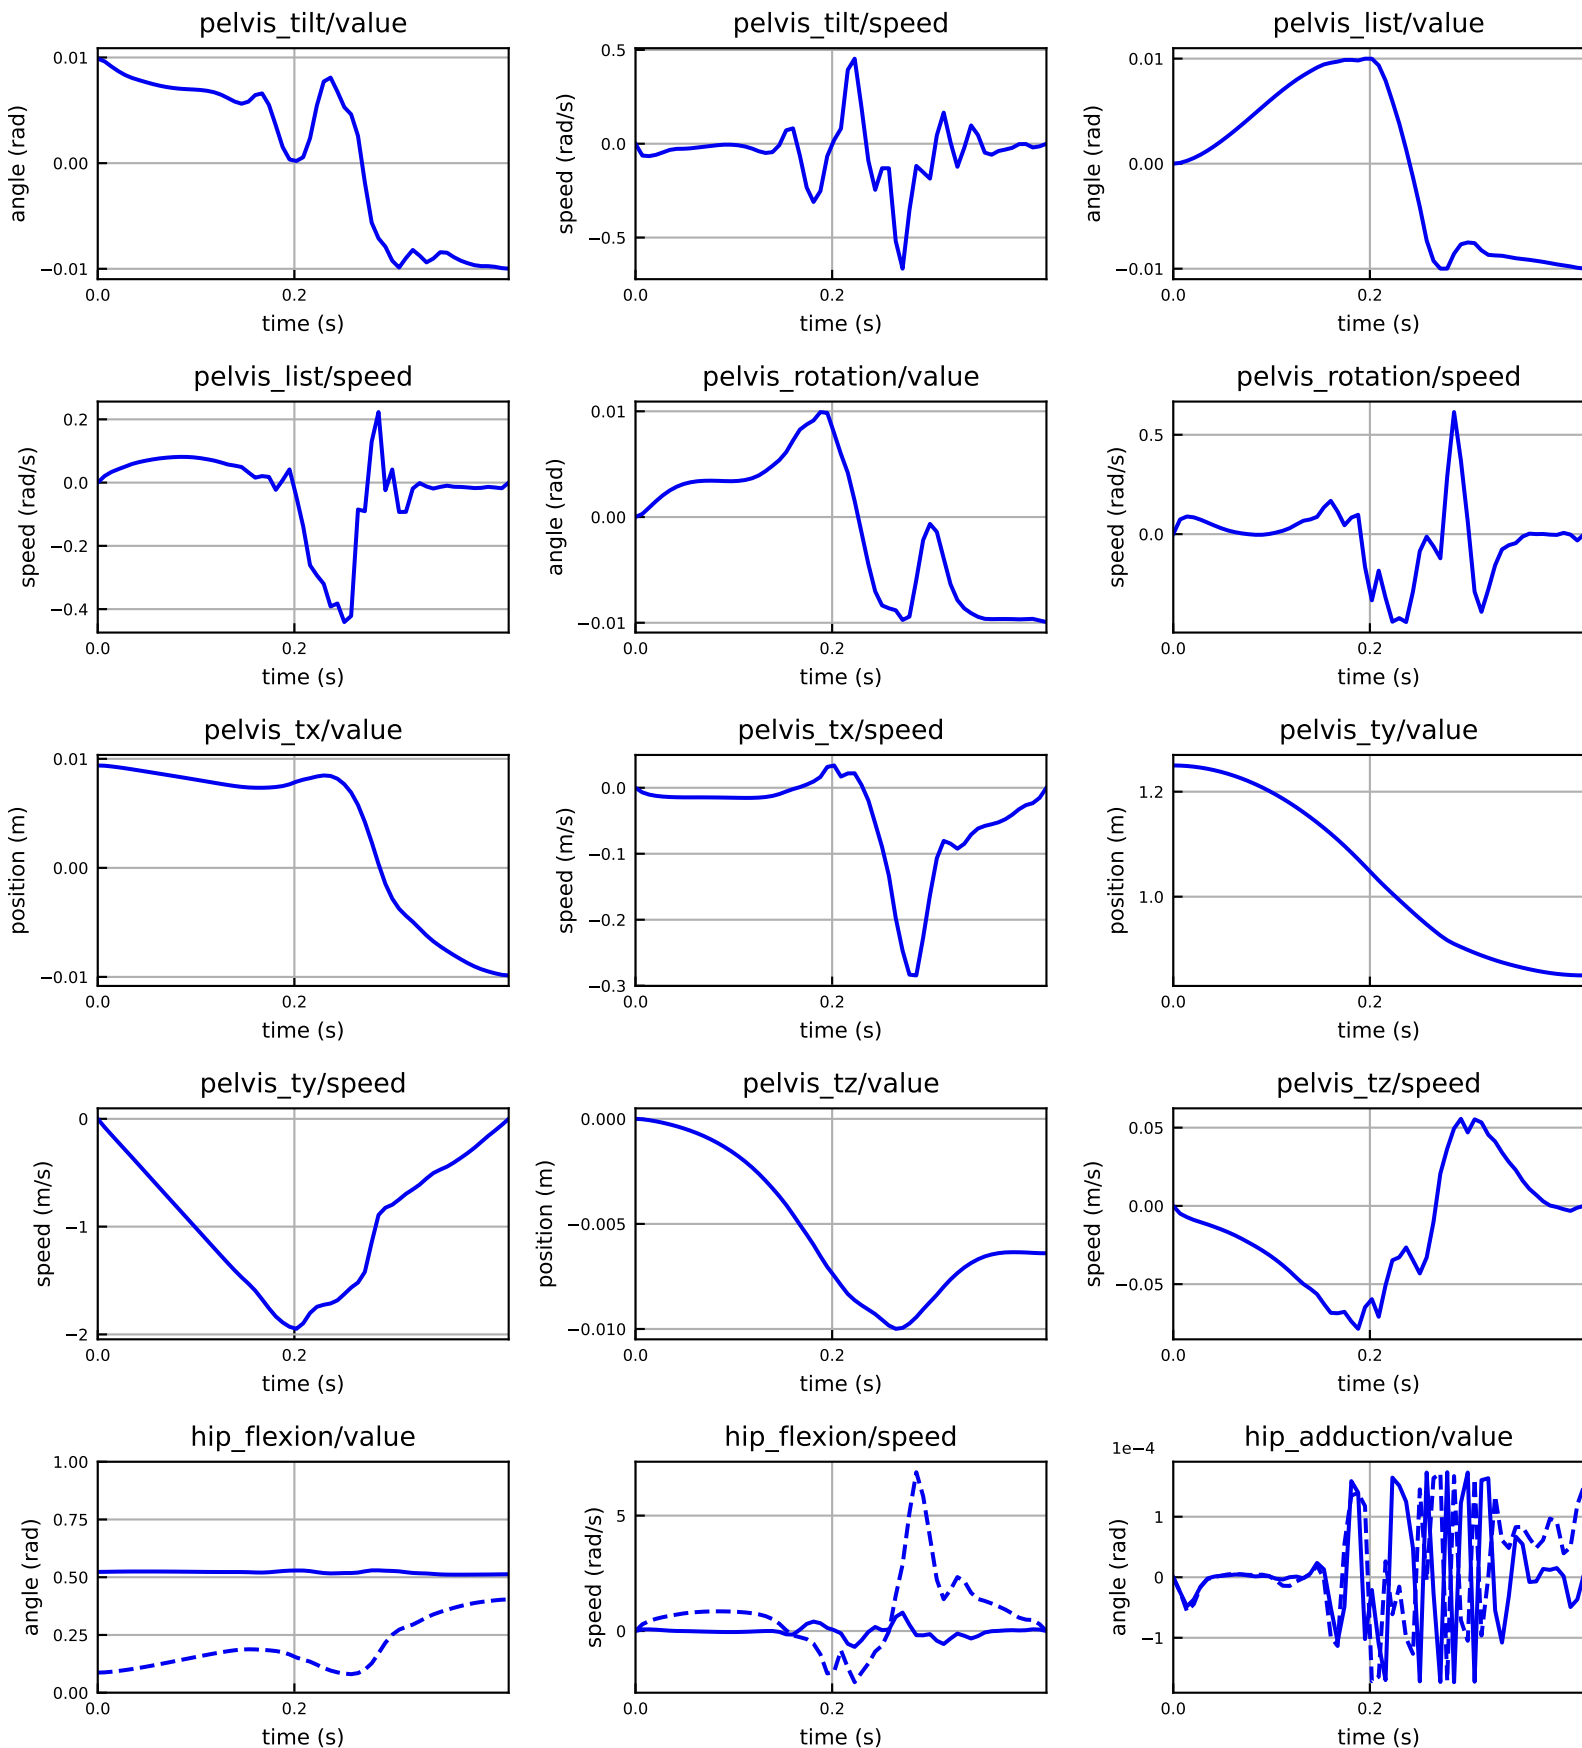 pelvis_tilt/value
angle (rad)
0.01
0.00
−0.01
0.0
0.2
time (s)
pelvis_tilt/speed
speed (rad/s)
0.5
0.0
−0.5
0.0
0.2
time (s)
pelvis_list/value
angle (rad)
0.01
0.00
−0.01
0.0
0.2
time (s)
pelvis_list/speed
speed (rad/s)
0.2
0.0
−0.2
−0.4
0.0
0.2
time (s)
pelvis_rotation/value
angle (rad)
0.01
0.00
−0.01
0.0
0.2
time (s)
pelvis_rotation/speed
speed (rad/s)
0.5
0.0
0.0
0.2
time (s)
pelvis_tx/value
position (m)
0.01
0.00
−0.01
0.0
0.2
time (s)
pelvis_tx/speed
speed (m/s)
0.0
−0.1
−0.2
−0.3
0.0
0.2
time (s)
pelvis_ty/value
position (m)
1.2
1.0
0.0
0.2
time (s)
pelvis_ty/speed
speed (m/s)
0
−1
−2
0.0
0.2
time (s)
pelvis_tz/value
position (m)
0.000
−0.005
−0.010
0.0
0.2
time (s)
pelvis_tz/speed
speed (m/s)
0.05
0.00
−0.05
0.0
0.2
time (s)
hip_flexion/value
angle (rad)
1.00
0.75
0.50
0.25
0.00
0.0
0.2
time (s)
hip_flexion/speed
speed (rad/s)
5
0
0.0
0.2
time (s)
hip_adduction/value
1e−4
angle (rad)
1
0
−1
0.0
0.2
time (s)